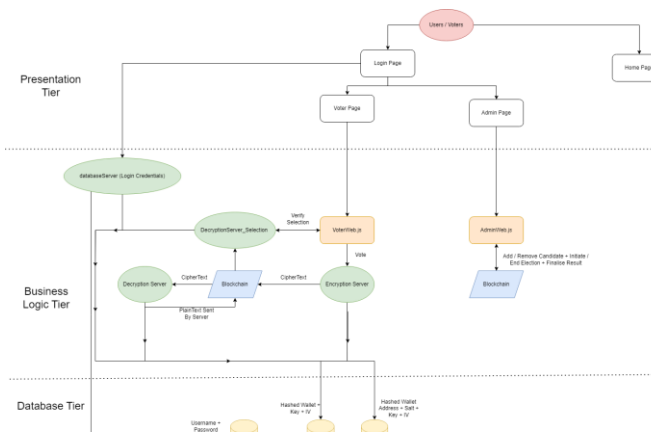 Users / Voters
Login Page
Home Pag
Presentation
Tier
Voter Page
Admin Page
databaseServer (Login Credentials)
DecryptionServer_Selection
Verify
Selection
VoterWeb.js
AdminWeb.js
Vote
Add / Remove Candidate + Initiate /
End Election + Finalise Result
Business
Logic Tier
Decryption Server
CipherText
Blockchain
CipherText
Encryption Server
Blockchain
PlainText Sent
By Server
Database Tier
Username +
Password
Hashed Wallet +
Key + IV
Hashed Wallet
Address + Salt +
Key + IV